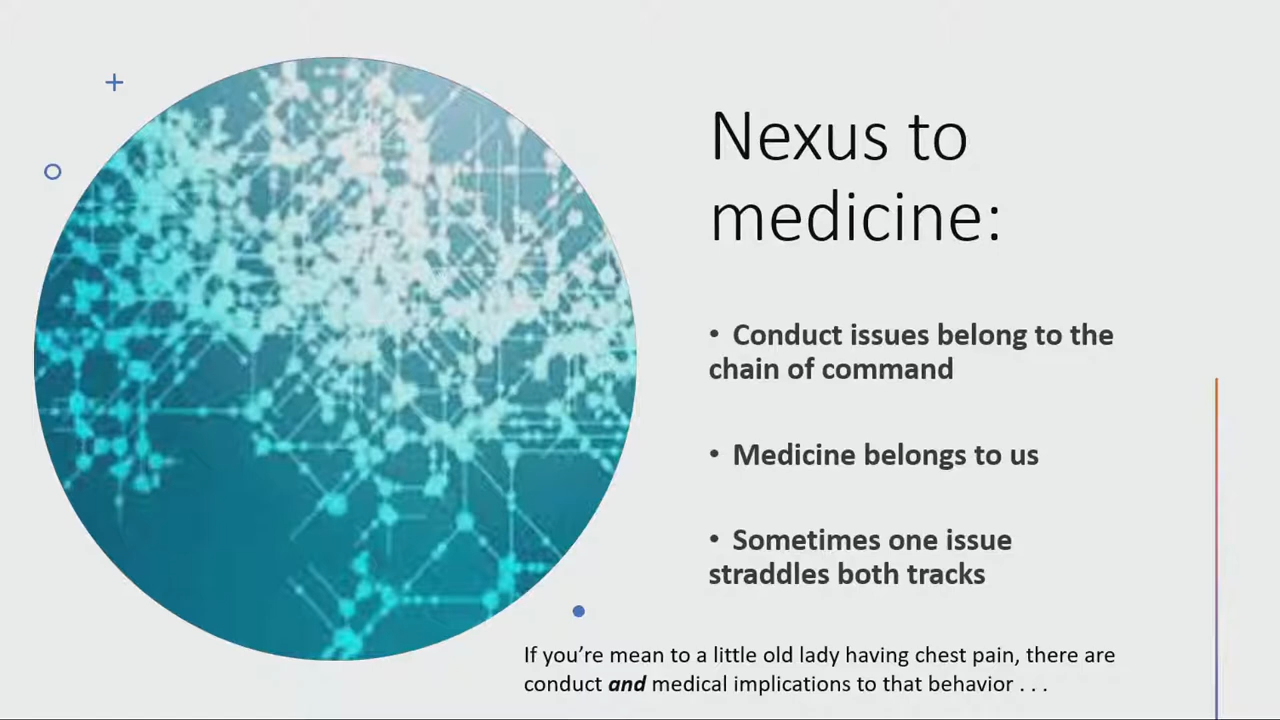 Nexus to
medicine:
• Conduct issues belong to the
chain of command
• Medicine belongs to us
• Sometimes one issue
straddles both tracks
If you’re mean to a little old lady having chest pain, there are
conduct and medical implications to that behavior . . .